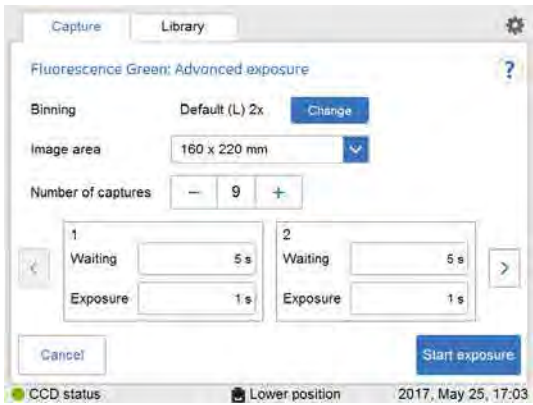 Capture Library
Fluorescence Green: Advanced exposure ?
Binning Default (L) 2x Change
Image area 160 x 220 mm
Number of captures − 9 +
1 2
Waiting 5 s Waiting 5 s
< >
Exposure 1 s Exposure 1 s
Cancel Start exposure
CCD status Lower position 2017, May 25, 17:03